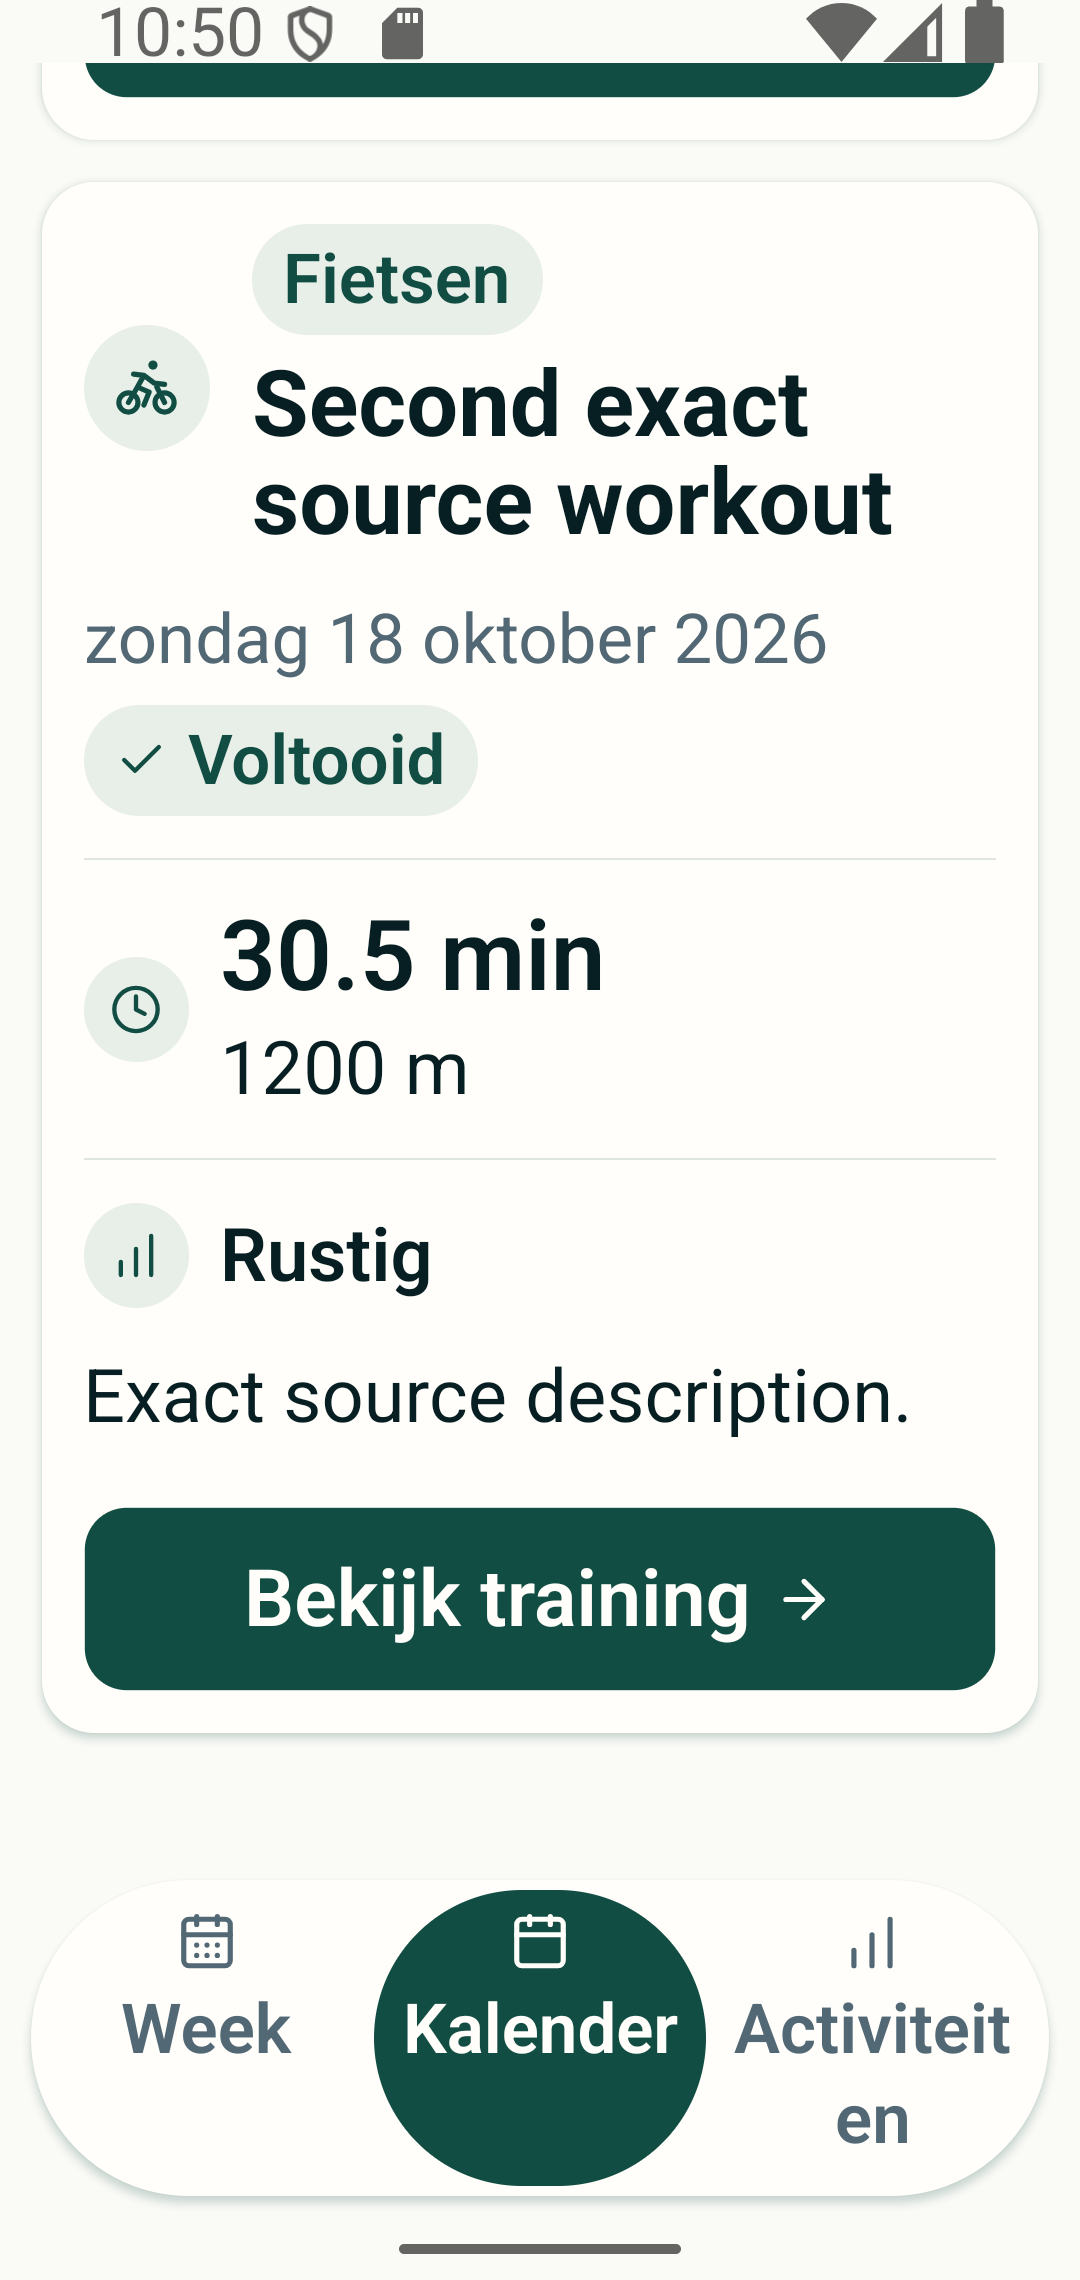 10:50
Fietsen
Second exact
source workout
zondag 18 oktober 2026
Voltooid
30.5 min
1200 m
Rustig
Exact source description.
Bekijk training
Week
Kalender
Activiteit
en